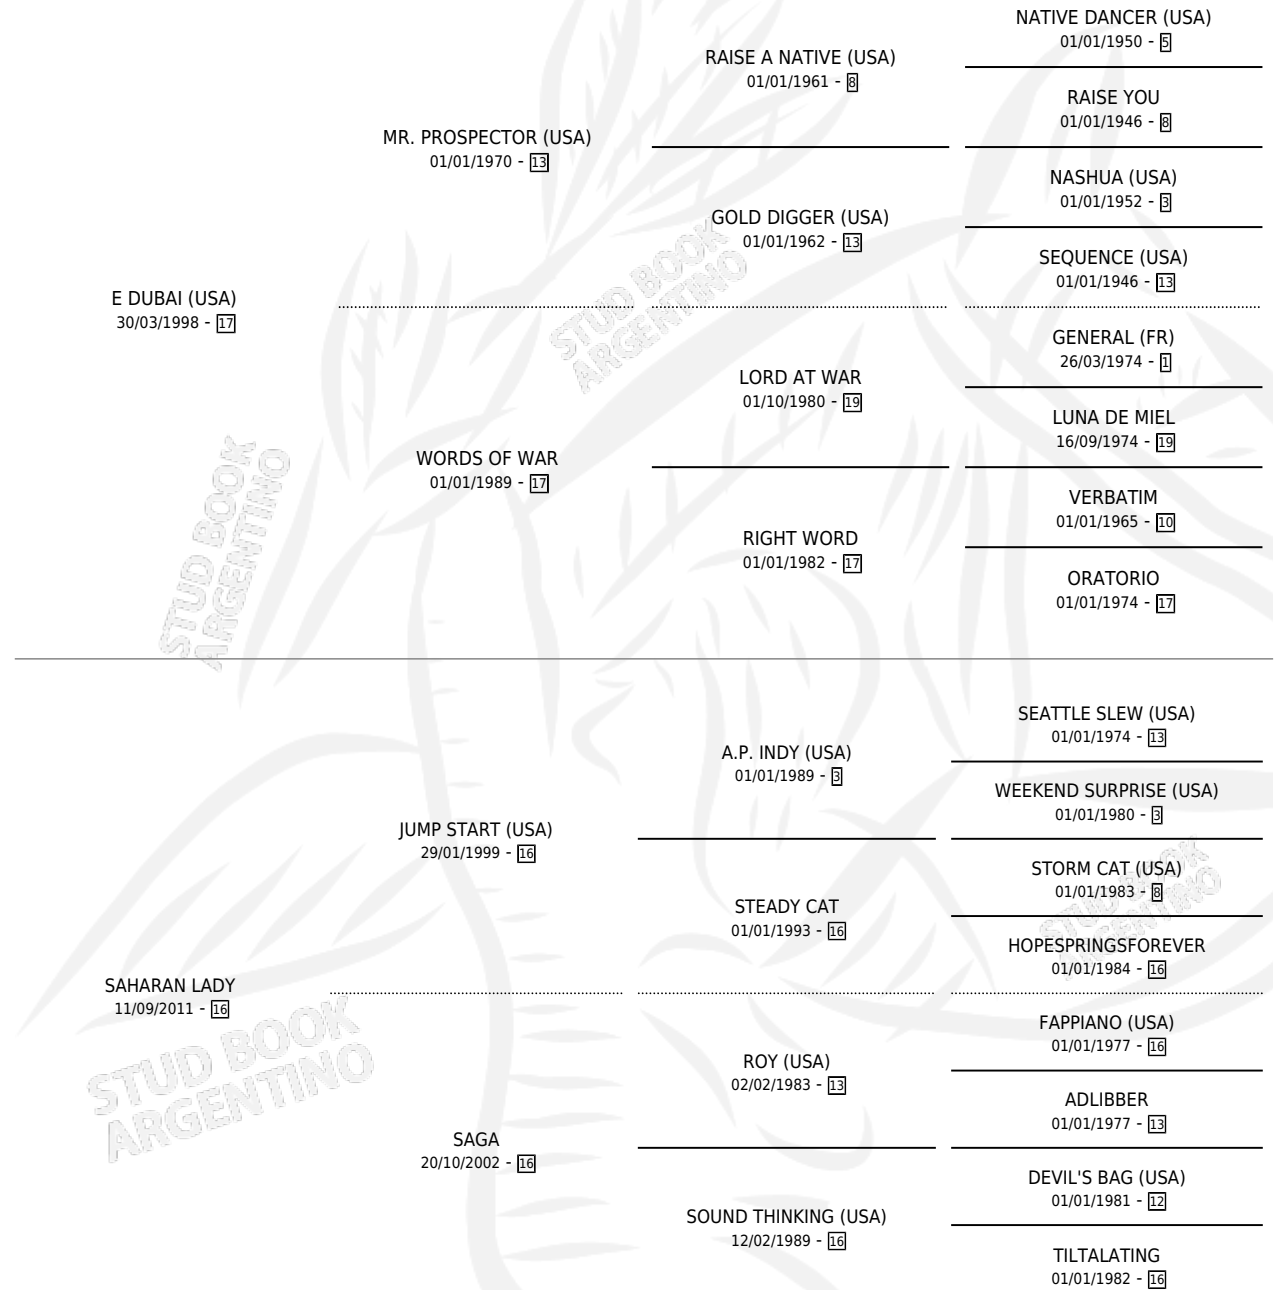 NATIVE DANCER (USA)
01/01/1950 - 5
RAISE A NATIVE (USA)
01/01/1961 - 8
RAISE YOU
01/01/1946 - 8
MR. PROSPECTOR (USA)
01/01/1970 - 13
NASHUA (USA)
01/01/1952 - 3
GOLD DIGGER (USA)
01/01/1962 - 13
SEQUENCE (USA)
01/01/1946 - 13
E DUBAI (USA)
30/03/1998 - 17
GENERAL (FR)
26/03/1974 - 1
LORD AT WAR
01/10/1980 - 19
LUNA DE MIEL
16/09/1974 - 19
WORDS OF WAR
01/01/1989 - 17
VERBATIM
01/01/1965 - 10
RIGHT WORD
01/01/1982 - 17
ORATORIO
01/01/1974 - 17
STUD BOOK
ARGENTINO
STUD BOOK
ARGENTINO
SEATTLE SLEW (USA)
01/01/1974 - 13
A.P. INDY (USA)
01/01/1989 - 3
WEEKEND SURPRISE (USA)
01/01/1980 - 3
JUMP START (USA)
29/01/1999 - 16
STORM CAT (USA)
01/01/1983 - 8
STEADY CAT
01/01/1993 - 16
HOPESPRINGSFOREVER
01/01/1984 - 16
SAHARAN LADY
11/09/2011 - 16
FAPPIANO (USA)
01/01/1977 - 16
ROY (USA)
02/02/1983 - 13
ADLIBBER
01/01/1977 - 13
SAGA
20/10/2002 - 16
DEVIL'S BAG (USA)
01/01/1981 - 12
SOUND THINKING (USA)
12/02/1989 - 16
TILTALATING
01/01/1982 - 16
STUD BOOK
ARGENTINO
STUD BOOK
ARGENTINO